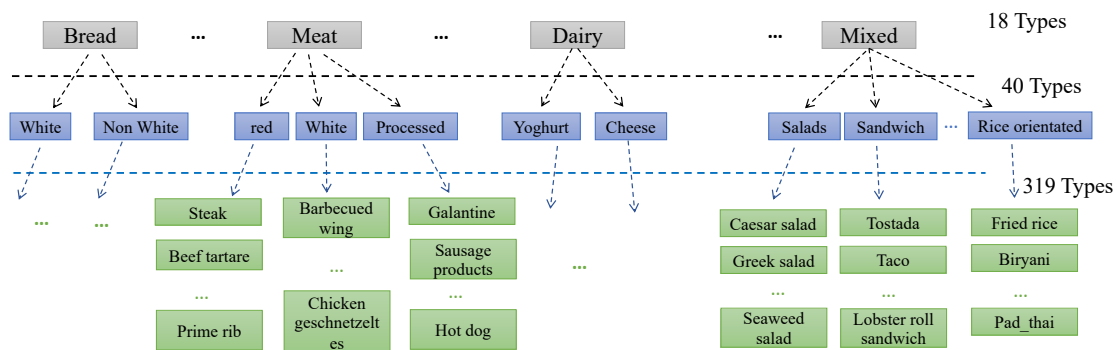 18 Types
Bread
...
Meat
...
Dairy
...
Mixed
40 Types
White
Non White
red
White
Processed
Yoghurt
Cheese
Salads
Sandwich
...
Rice orientated
319 Types
...
...
Steak
Beef tartare
...
Prime rib
Barbecued
wing
...
Chicken
geschnetzelt
es
Galantine
Sausage
products
...
Hot dog
...
Caesar salad
Greek salad
...
Seaweed
salad
Tostada
Taco
...
Lobster roll
sandwich
Fried rice
Biryani
...
Pad_thai